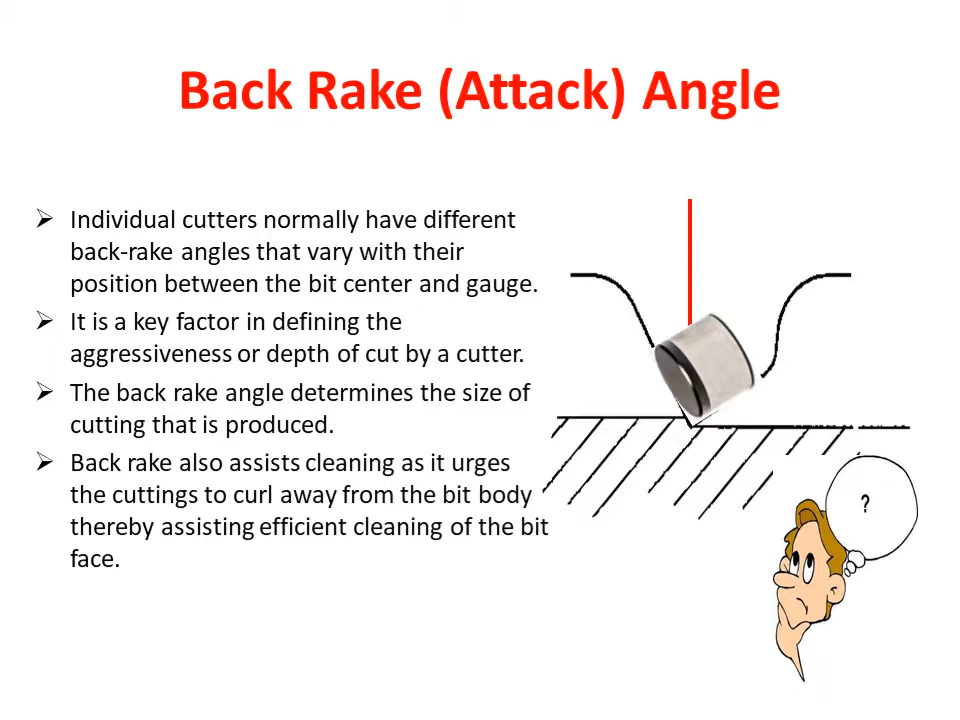 Back Rake (Attack) Angle
Individual cutters normally have different
back-rake angles that vary with their
position between the bit center and gauge.
It is a key factor in defining the
aggressiveness or depth of cut by a cutter.
The back rake angle determines the size of
cutting that is produced.
Back rake also assists cleaning as it urges
the cuttings to curl away from the bit body
thereby assisting efficient cleaning of the bit
face.
?